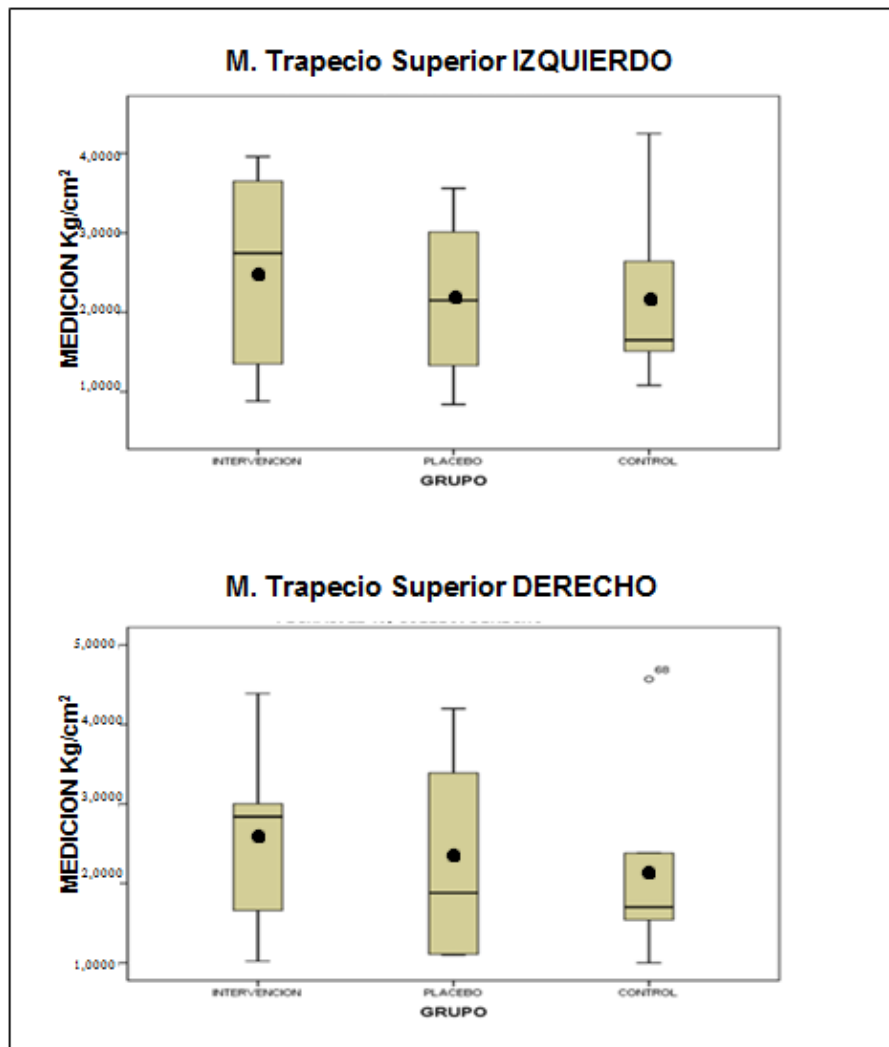 M. Trapecio Superior IZQUIERDO
MEDICION Kg/cm²
4,0000
3,0000
2,0000
1,0000
INTERVENCION PLACEBO CONTROL
GRUPO
M. Trapecio Superior DERECHO
MEDICION Kg/cm²
5,0000
4,0000
3,0000
2,0000
1,0000
68
INTERVENCION PLACEBO CONTROL
GRUPO